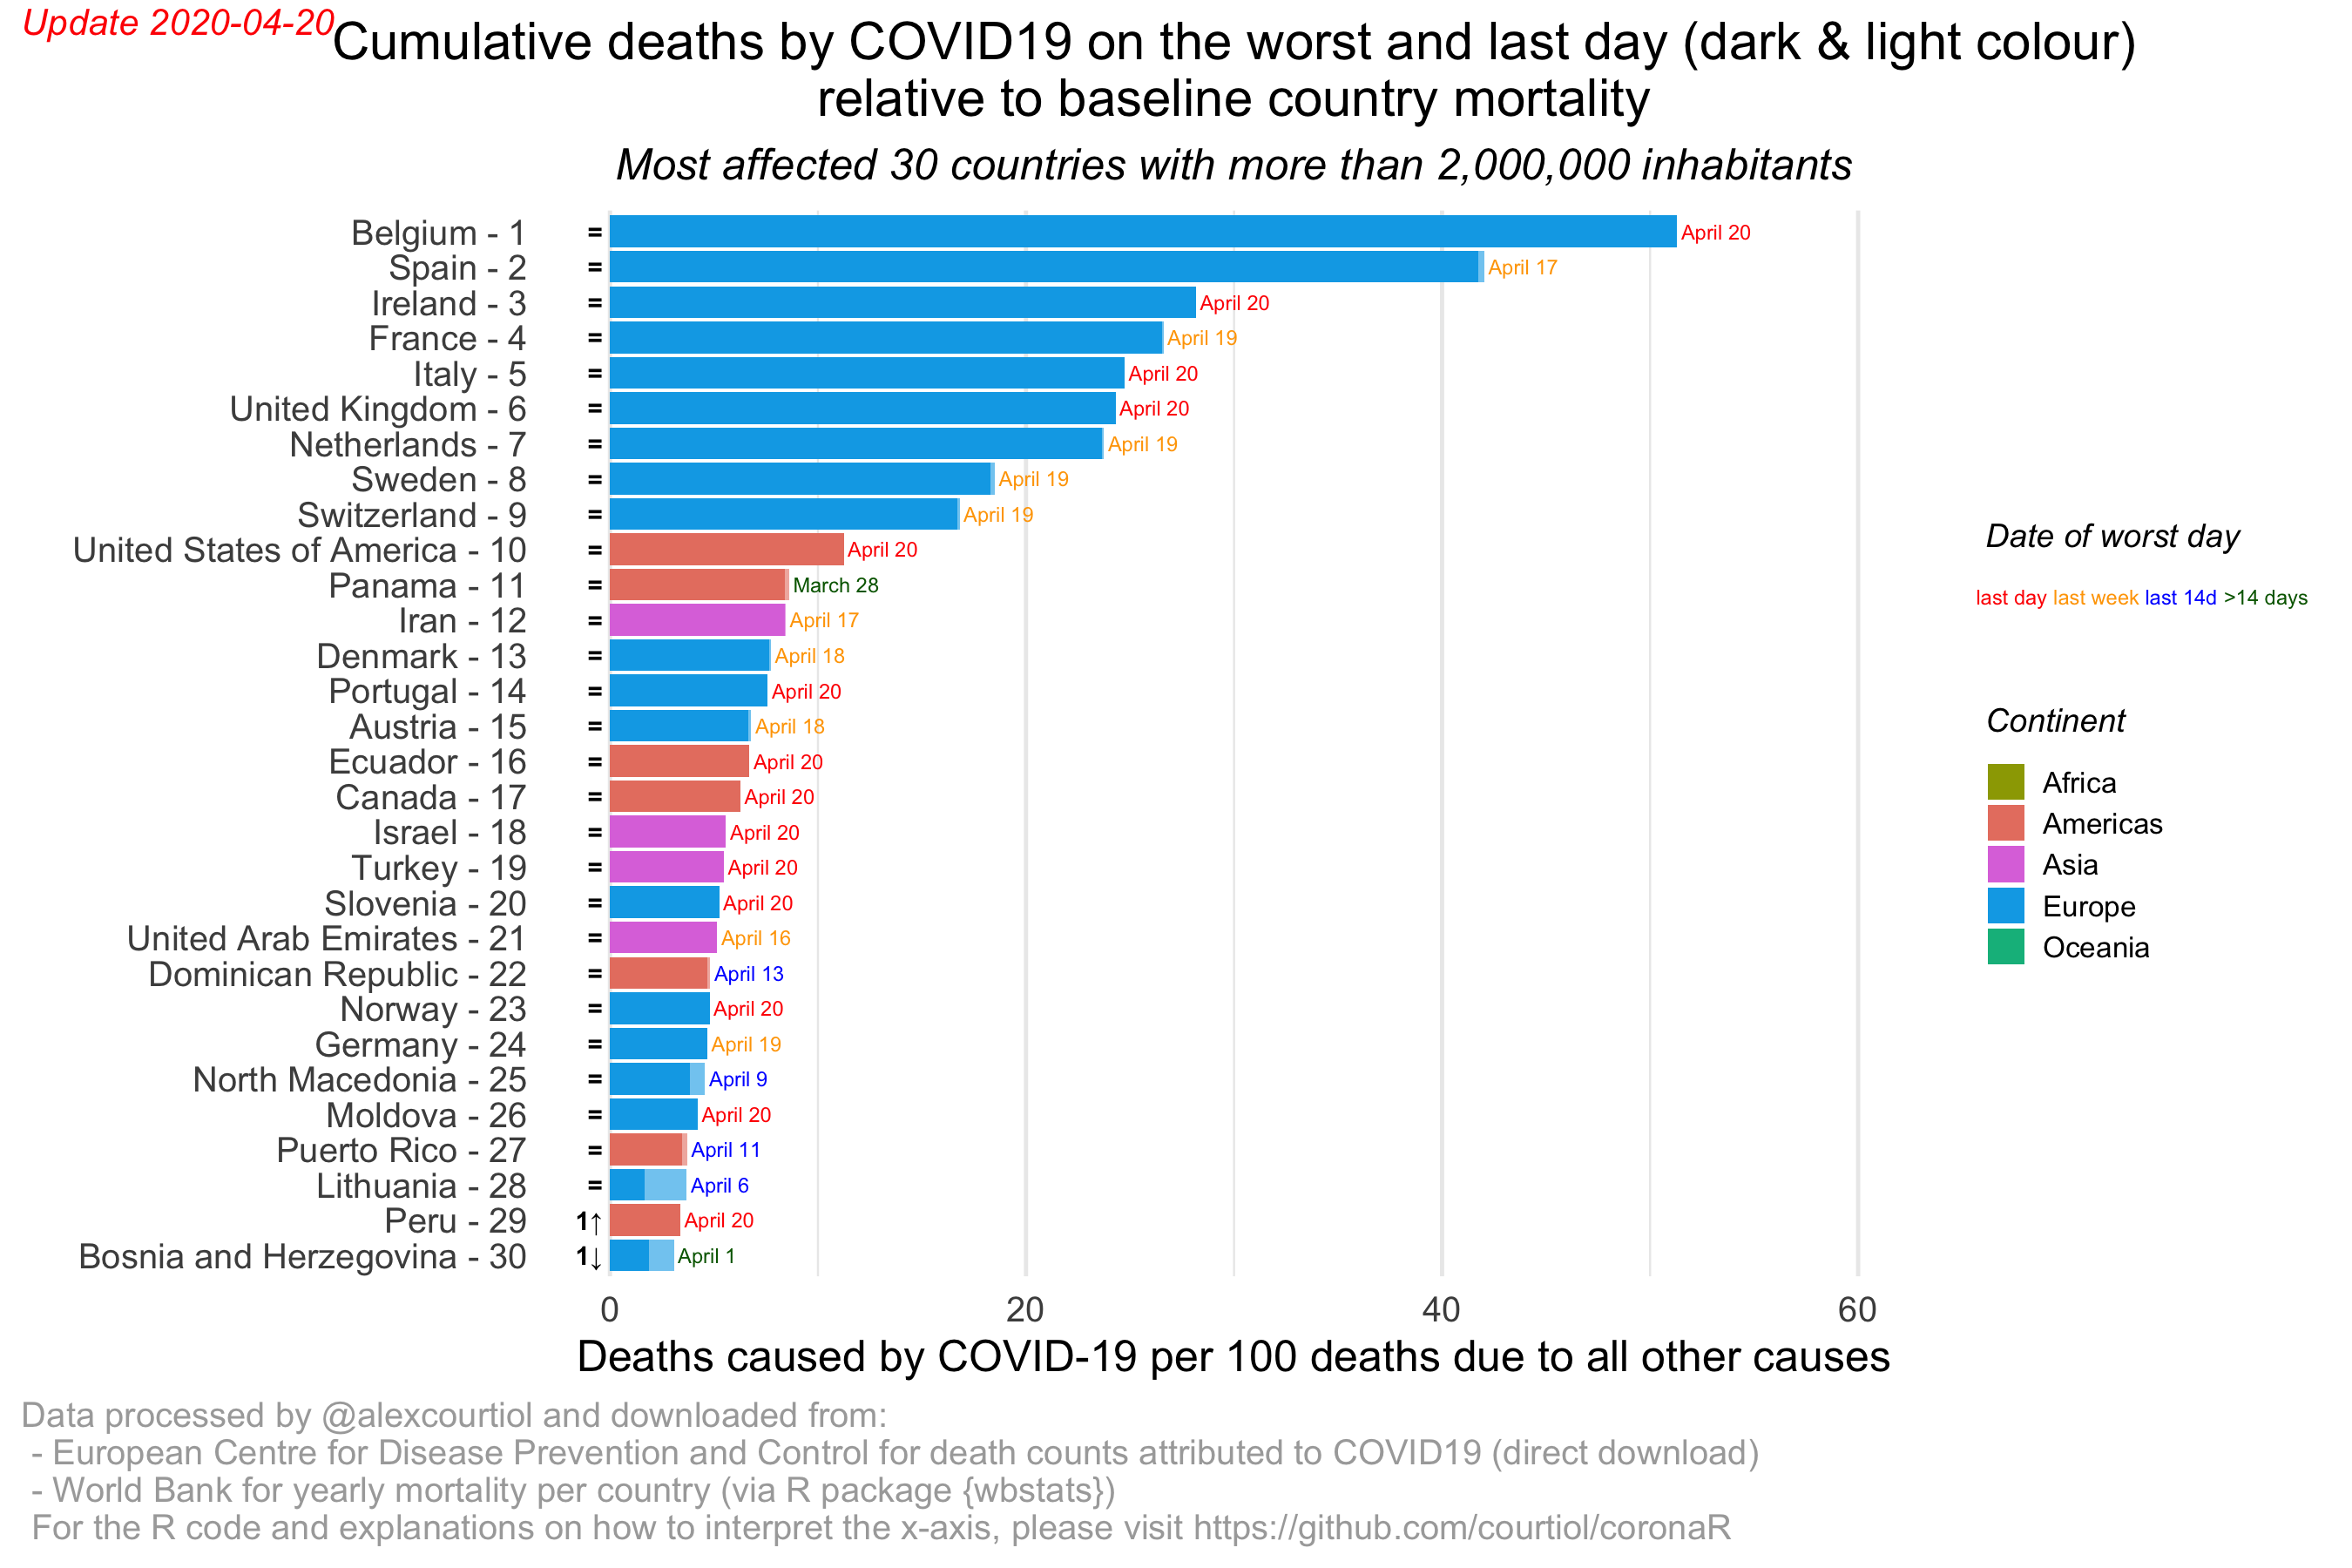 Update 2020-04-20
Cumulative deaths by COVID19 on the worst and last day (dark & light colour)
relative to baseline country mortality
Most affected 30 countries with more than 2,000,000 inhabitants
Belgium - 1 = April 20
Spain - 2 = April 17
Ireland - 3 = April 20
France - 4 = April 19
Italy - 5 = April 20
United Kingdom - 6 = April 20
Netherlands - 7 = April 19
Sweden - 8 = April 19
Switzerland - 9 = April 19
United States of America - 10 = April 20
Panama - 11 = March 28
Iran - 12 = April 17
Denmark - 13 = April 18
Portugal - 14 = April 20
Austria - 15 = April 18
Ecuador - 16 = April 20
Canada - 17 = April 20
Israel - 18 = April 20
Turkey - 19 = April 20
Slovenia - 20 = April 20
United Arab Emirates - 21 = April 16
Dominican Republic - 22 = April 13
Norway - 23 = April 20
Germany - 24 = April 19
North Macedonia - 25 = April 9
Moldova - 26 = April 20
Puerto Rico - 27 = April 11
Lithuania - 28 = April 6
Peru - 29 1↑ April 20
Bosnia and Herzegovina - 30 1↓ April 1
0 20 40 60
Deaths caused by COVID-19 per 100 deaths due to all other causes
Date of worst day
last day last week last 14d >14 days
Continent
Africa
Americas
Asia
Europe
Oceania
Data processed by @alexcourtiol and downloaded from:
- European Centre for Disease Prevention and Control for death counts attributed to COVID19 (direct download)
- World Bank for yearly mortality per country (via R package {wbstats})
For the R code and explanations on how to interpret the x-axis, please visit https://github.com/courtiol/coronaR